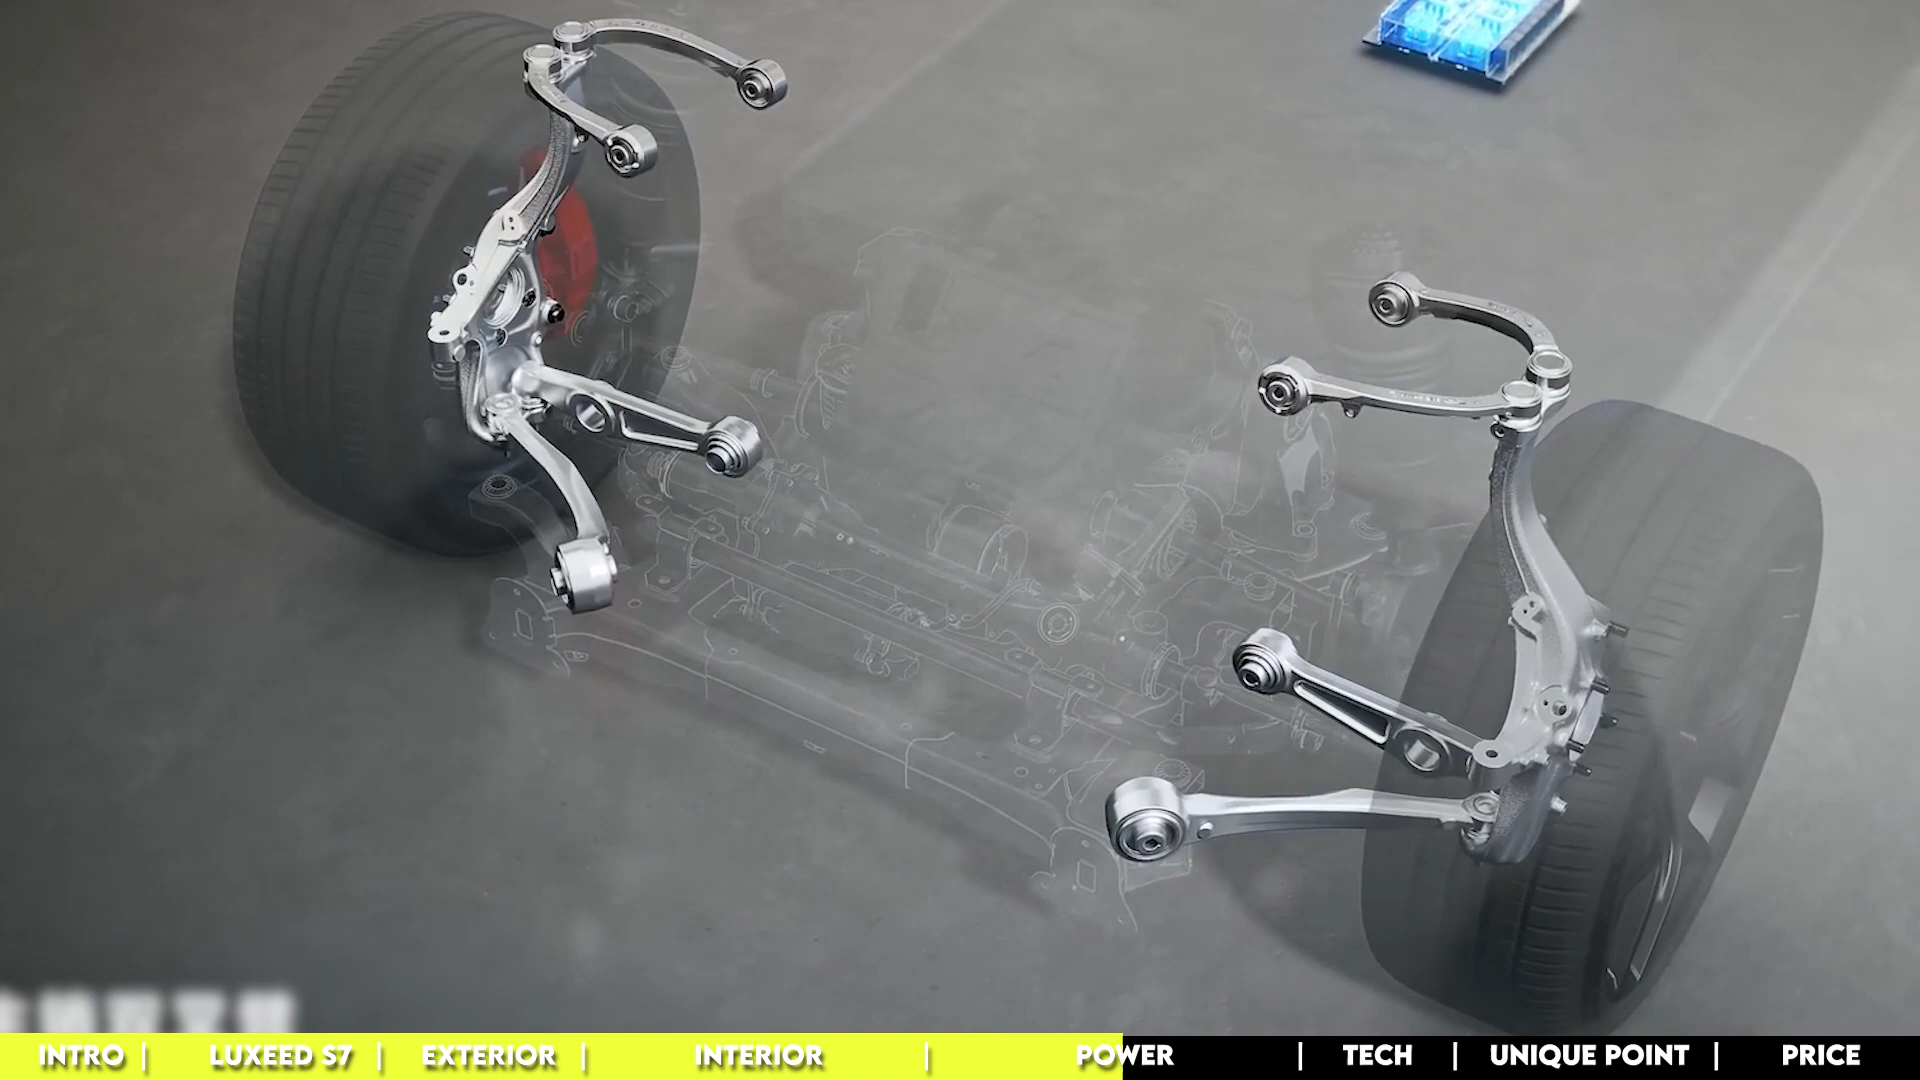 INTRO | LUXEED S7 | EXTERIOR | INTERIOR | POWER | TECH | UNIQUE POINT | PRICE